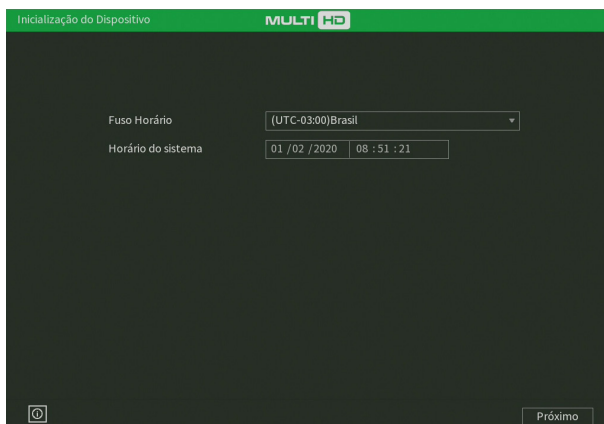 Inicialização do Dispositivo MULTI HD
Fuso Horário (UTC-03:00)Brasil
Horário do sistema 01 /02 /2020 08 : 51 : 21
Próximo